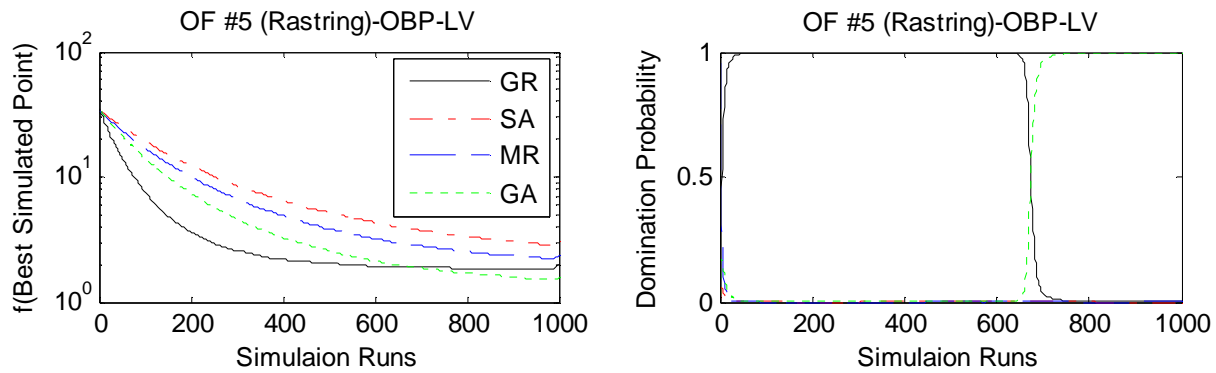 OF #5 (Rastring)-OBP-LV
10^2
10^1
10^0
f(Best Simulated Point)
GR
SA
MR
GA
0 200 400 600 800 1000
Simulaion Runs
OF #5 (Rastring)-OBP-LV
1
0.5
0
Domination Probability
0 200 400 600 800 1000
Simulaion Runs